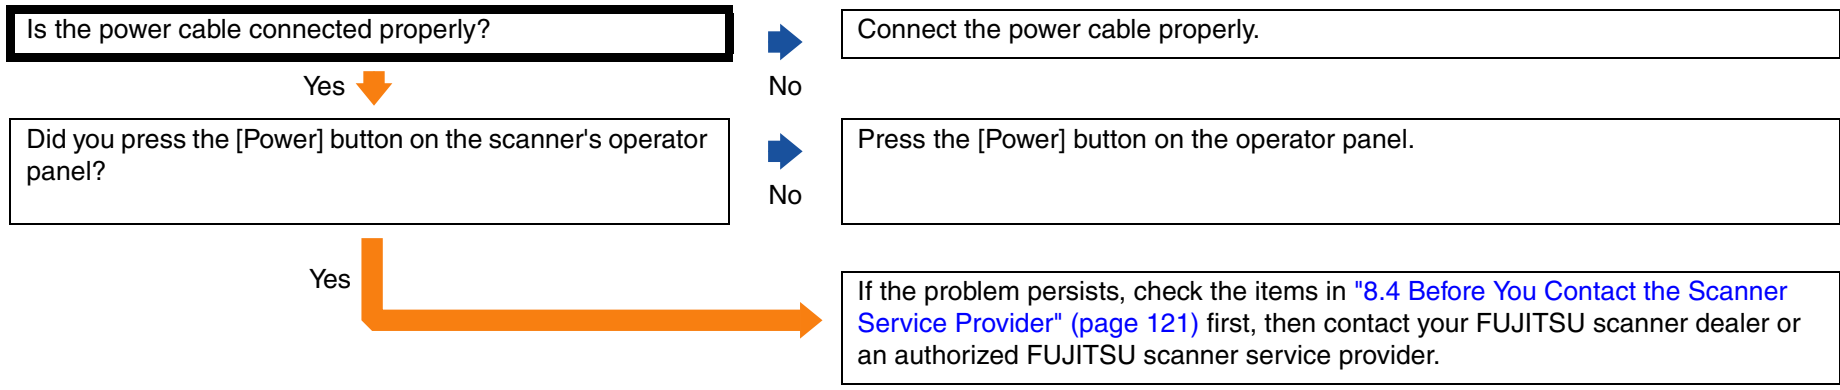 Is the power cable connected properly?
Connect the power cable properly.
Yes
No
Did you press the [Power] button on the scanner's operator
panel?
Press the [Power] button on the operator panel.
No
Yes
If the problem persists, check the items in "8.4 Before You Contact the Scanner
Service Provider" (page 121) first, then contact your FUJITSU scanner dealer or
an authorized FUJITSU scanner service provider.